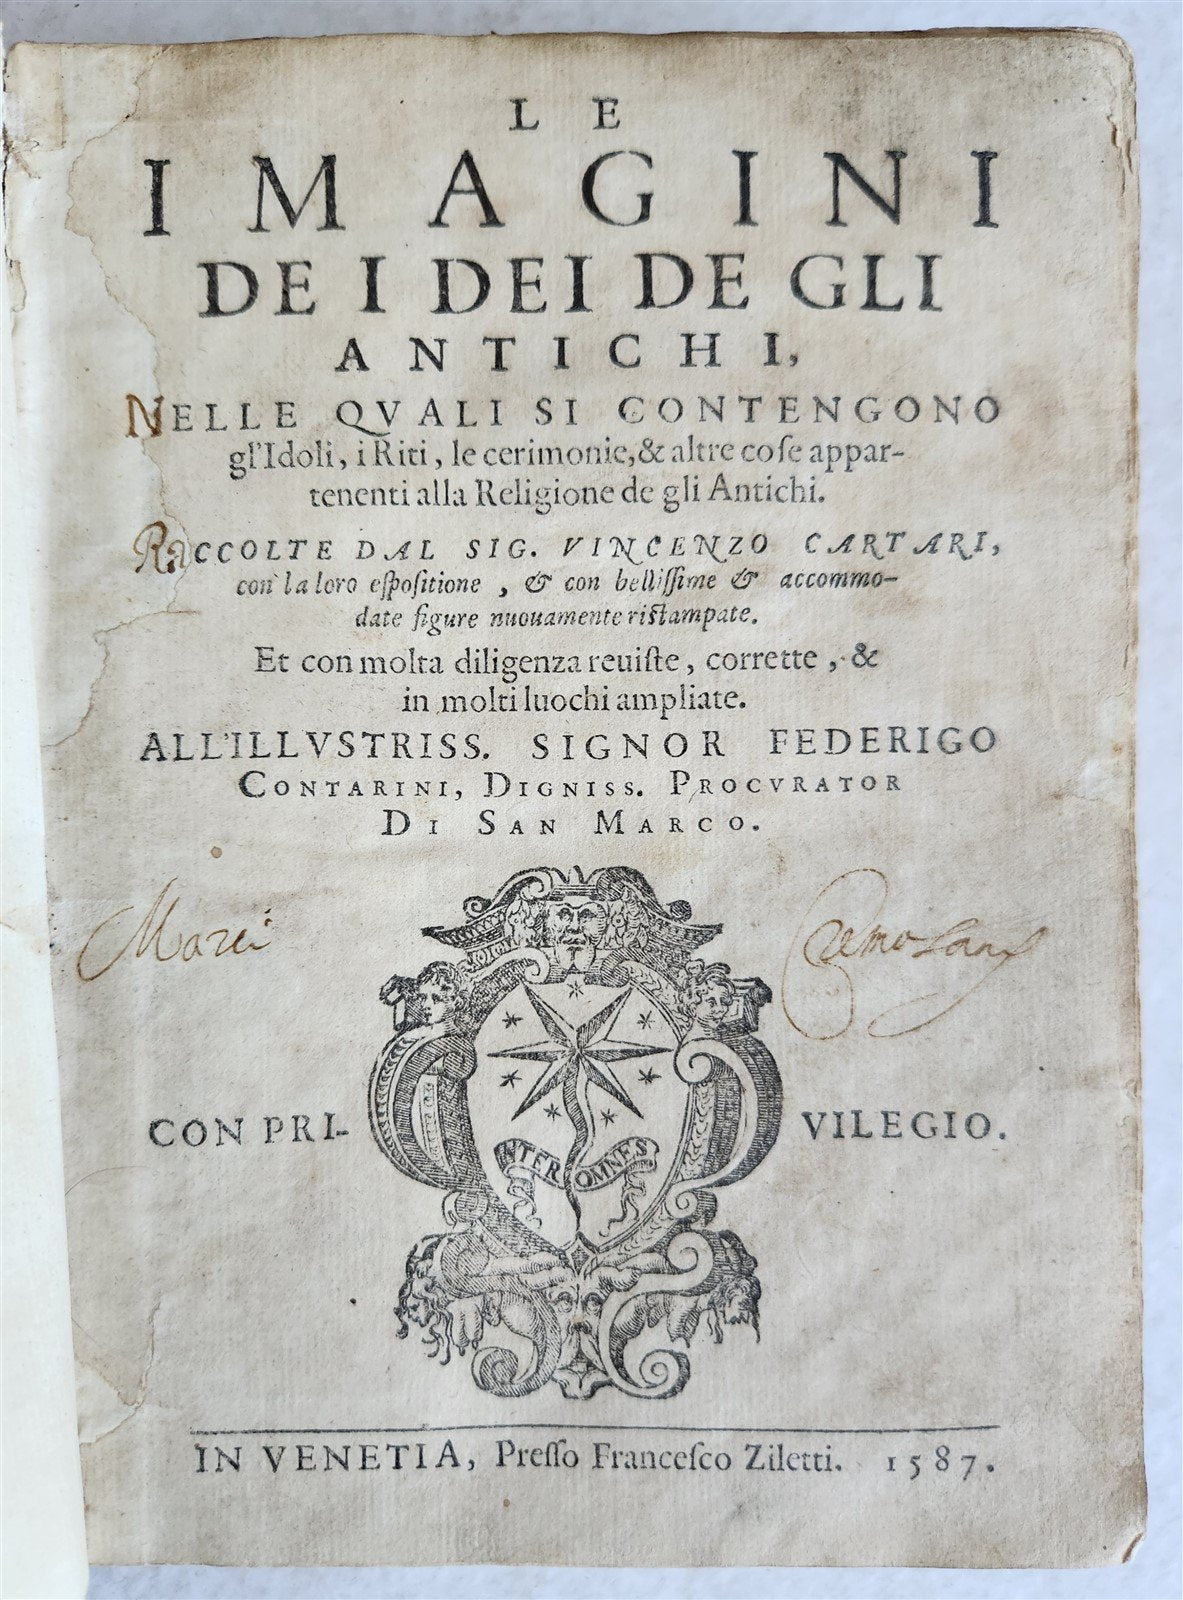 LE
IMAGINI
DE I DEI DE GLI
ANTICHI,
NELLE QVALI SI CONTENGONO
gl'Idoli, i Riti, le cerimonie, & altre coſe appar-
tenenti alla Religione de gli Antichi.
RACCOLTE DAL SIG. VINCENZO CARTARI,
con la loro eſpoſitione, & con belliſſime & accommo-
date figure nuouamente riſtampate.
Et con molta diligenza reuiſte, corrette, &
in molti luochi ampliate.
ALL'ILLVSTRISS. SIGNOR FEDERIGO
CONTARINI, DIGNISS. PROCVRATOR
DI SAN MARCO.
INTER OMNES
CON PRI- VILEGIO.
IN VENETIA, Preſſo Franceſco Ziletti. 1587.